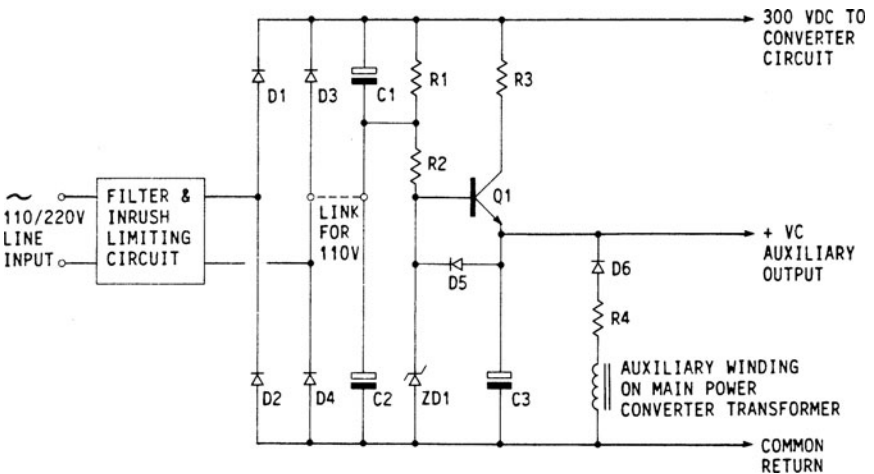 300 VDC TO
CONVERTER
CIRCUIT
D1
D3
C1
R1
R3
R2
Q1
~
110/220V
LINE
INPUT
FILTER &
INRUSH
LIMITING
CIRCUIT
LINK
FOR
110V
+ VC
AUXILIARY
OUTPUT
D5
D6
R4
D2
D4
C2
ZD1
C3
AUXILIARY WINDING
ON MAIN POWER
CONVERTER TRANSFORMER
COMMON
RETURN